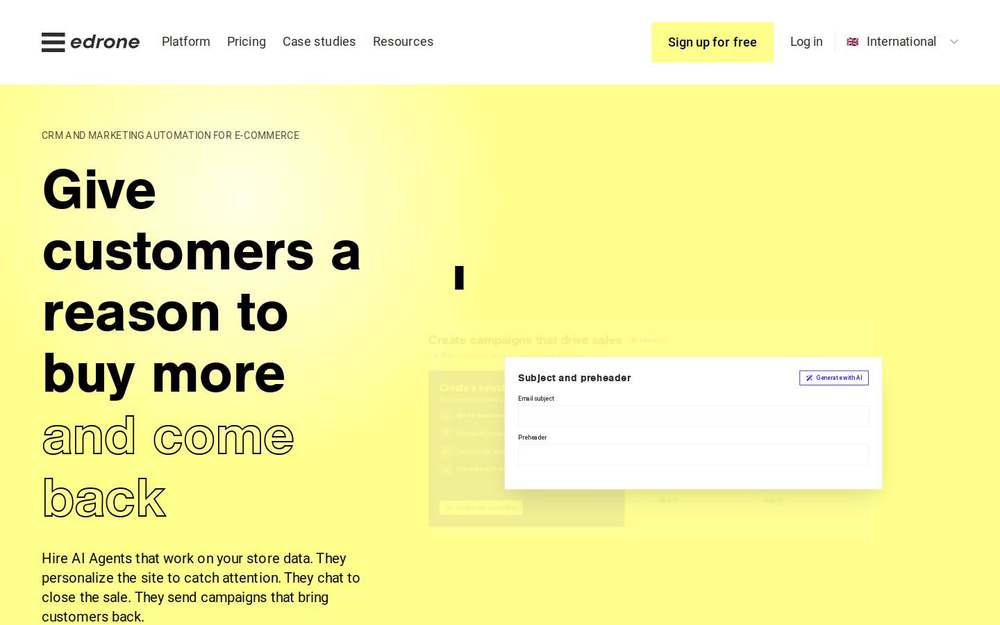 edrone
Platform
Pricing
Case studies
Resources
Sign up for free
Log in
International
CRM AND MARKETING AUTOMATION FOR E-COMMERCE
Give
customers a
reason to
buy more
and come
back
Hire AI Agents that work on your store data. They
personalize the site to catch attention. They chat to
close the sale. They send campaigns that bring
customers back.
Create campaigns that drive sales
Subject and preheader
Generate with AI
Email subject
Preheader